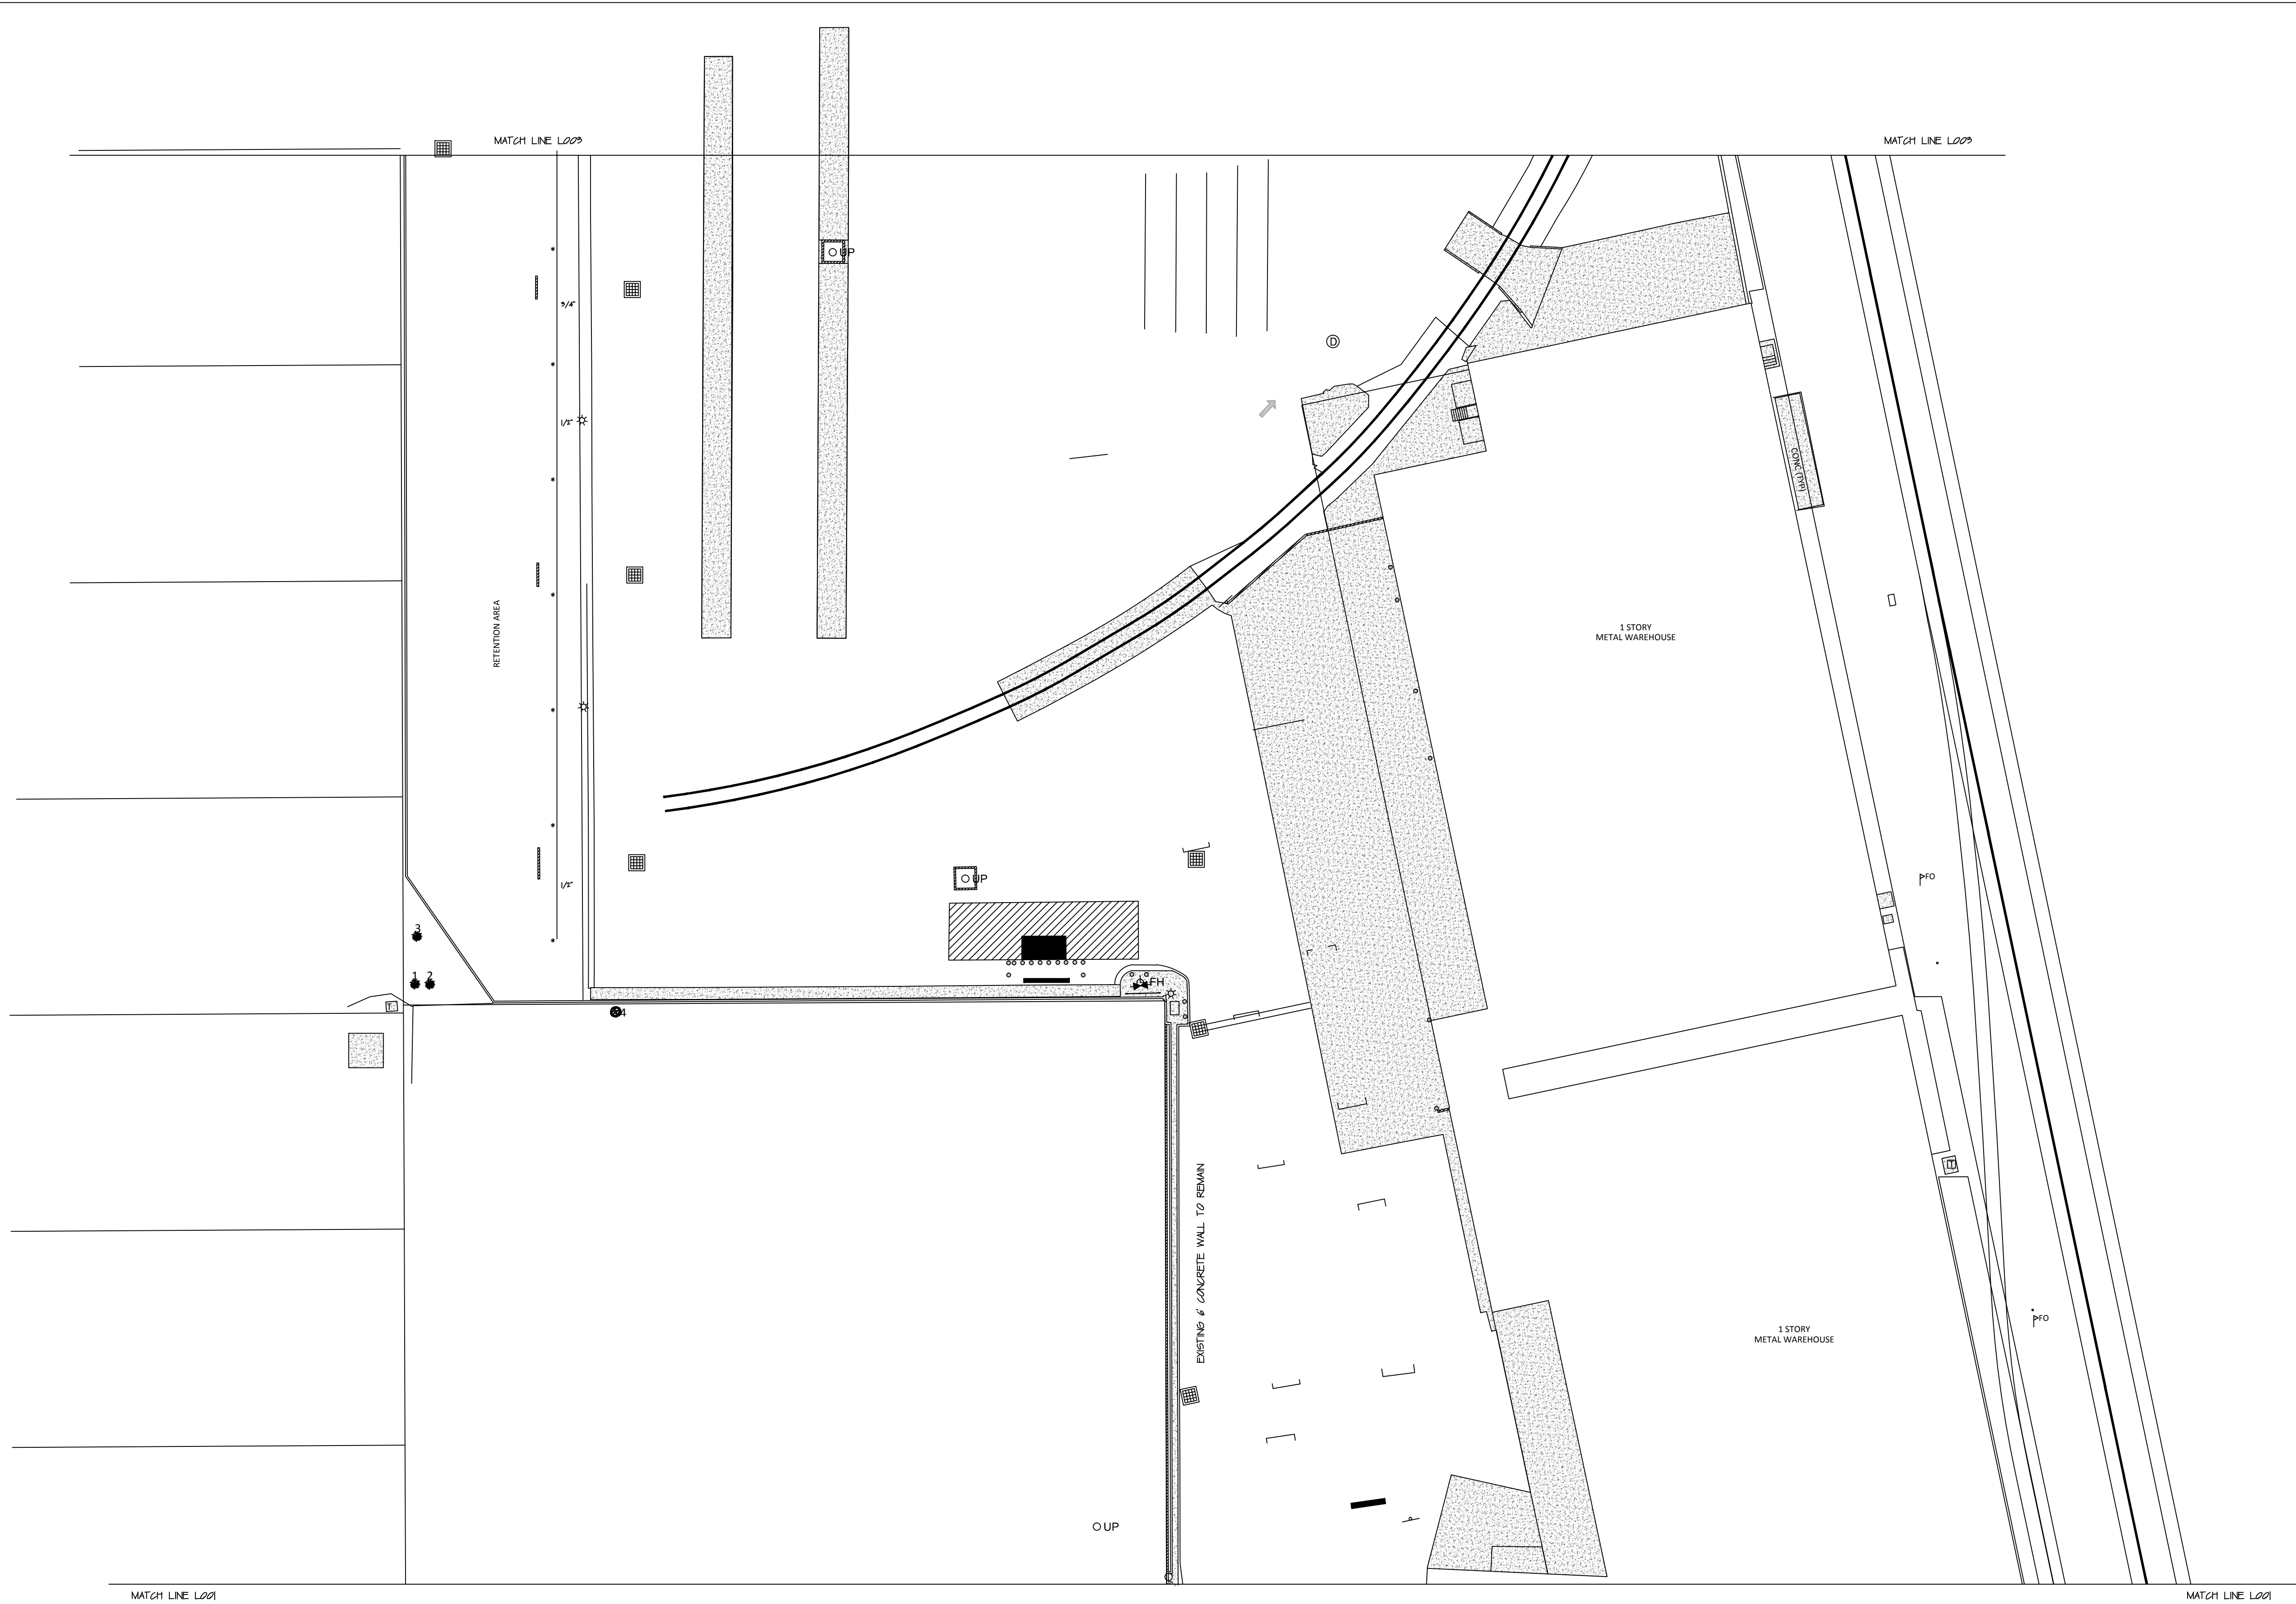 MATCH LINE L003
MATCH LINE L003
UP
3/4"
D
1/2"
CONC (TYP)
RETENTION AREA
1 STORY
METAL WAREHOUSE
UP
FO
1/2"
3
1 2
FH
T
4
EXISTING 6' CONCRETE WALL TO REMAIN
T
FO
1 STORY
METAL WAREHOUSE
UP
MATCH LINE L001
MATCH LINE L001